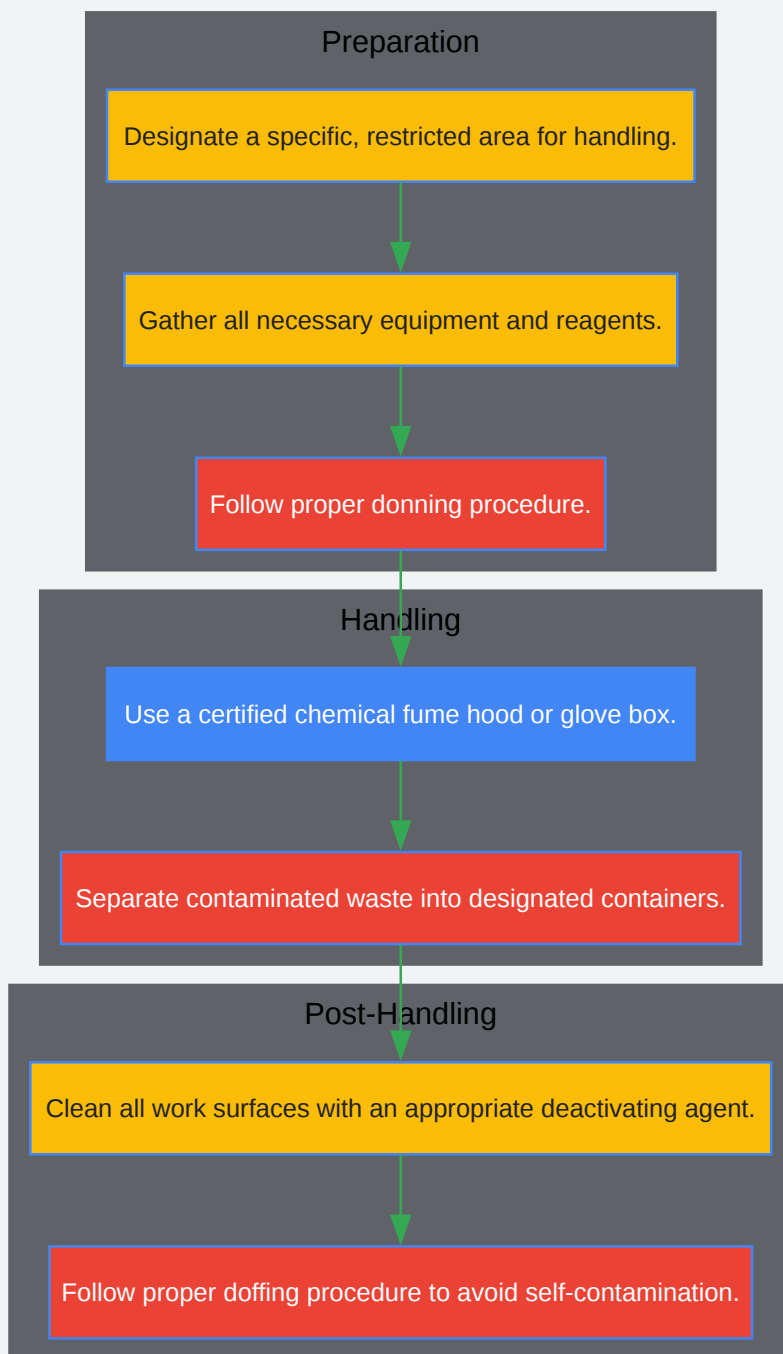 Preparation
Designate a specific, restricted area for handling.
Gather all necessary equipment and reagents.
Follow proper donning procedure.
Handling
Use a certified chemical fume hood or glove box.
Separate contaminated waste into designated containers.
Post-Handling
Clean all work surfaces with an appropriate deactivating agent.
Follow proper doffing procedure to avoid self-contamination.